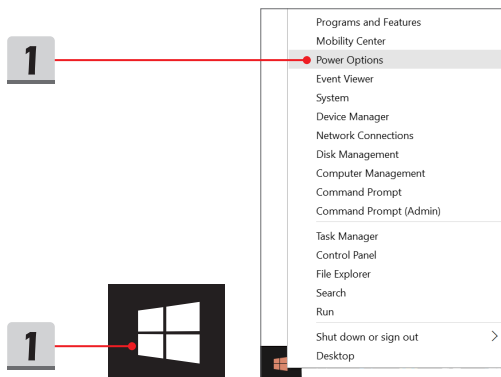 1
Programs and Features
Mobility Center
Power Options
Event Viewer
System
Device Manager
Network Connections
Disk Management
Computer Management
Command Prompt
Command Prompt (Admin)
Task Manager
Control Panel
File Explorer
Search
Run
Shut down or sign out
Desktop
1